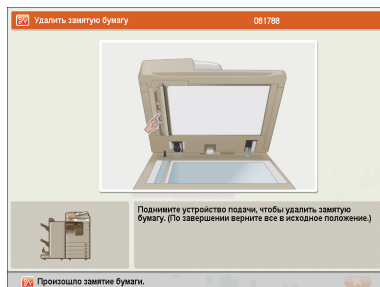 Удалить замятую бумагу 081788
Поднимите устройство подачи, чтобы удалить замятую
бумагу. (По завершении верните все в исходное положение.)
Произошло замятие бумаги.